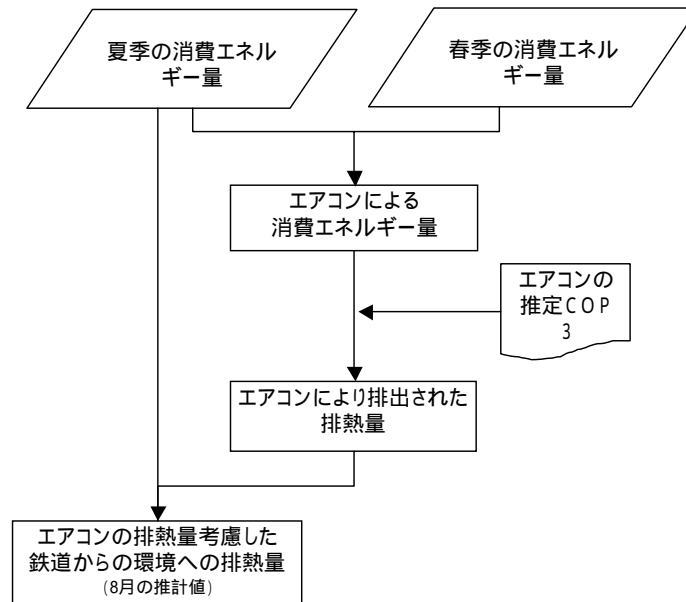 夏季の消費エネル
ギー量
春季の消費エネル
ギー量
エアコンによる
消費エネルギー量
エアコンの
推定COP
3
エアコンにより排出された
排熱量
エアコンの排熱量考慮した
鉄道からの環境への排熱量
(8月の推計値)